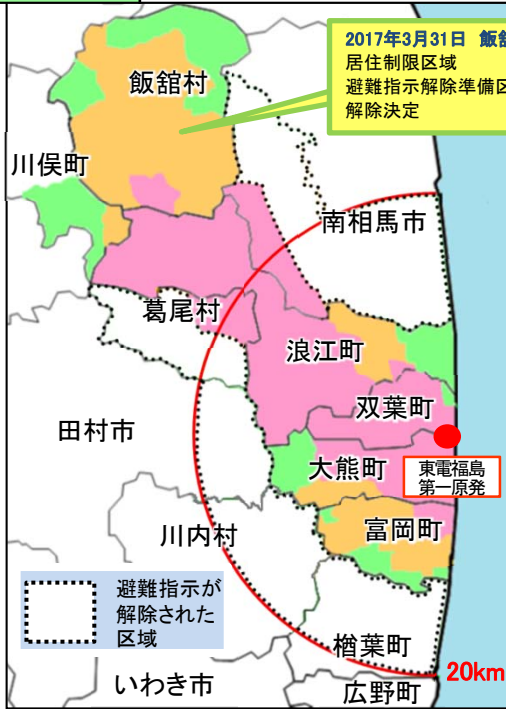 2017年3月31日 飯舘
居住制限区域
避難指示解除準備区
解除決定
飯舘村
川俣町
南相馬市
葛尾村
浪江町
双葉町
田村市
大熊町
東電福島
第一原発
川内村
富岡町
避難指示が
解除された
区域
楢葉町
いわき市
広野町
20km